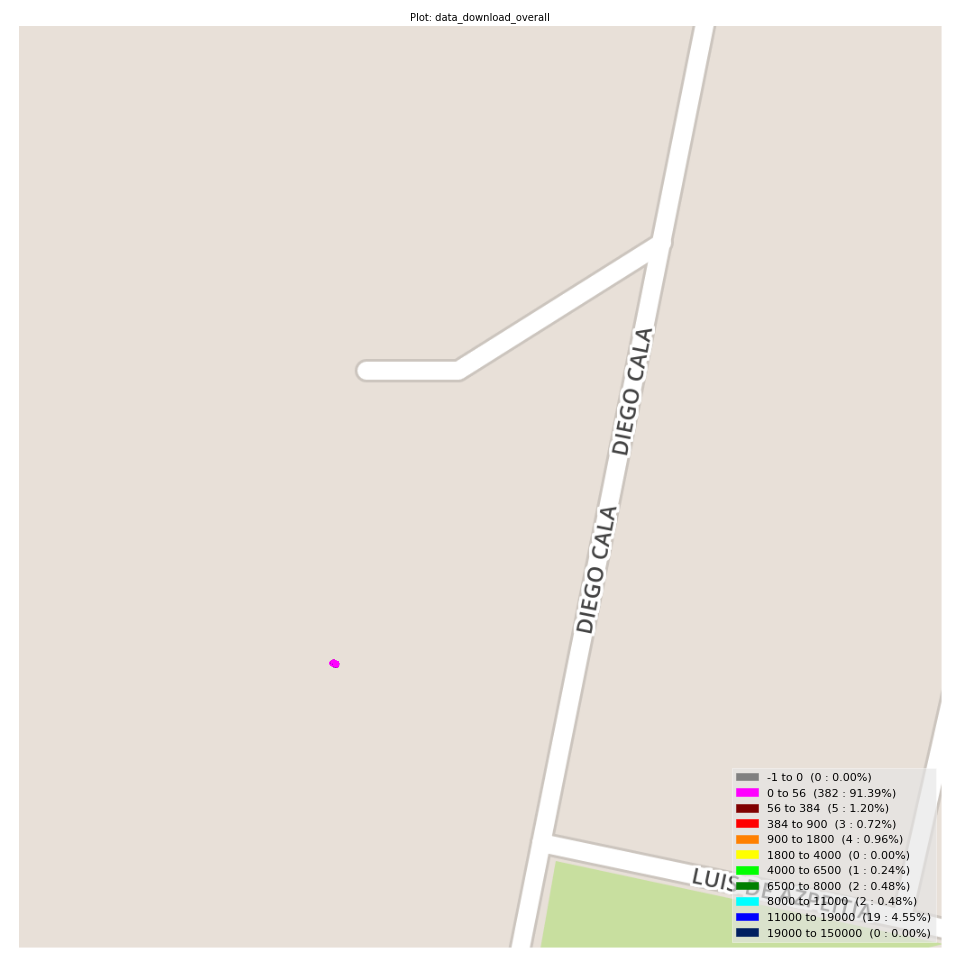 Plot: data_download_overall
DIEGO CALA
DIEGO CALA
LUIS DE AZPEITIA
-1 to 0 (0 : 0.00%)
0 to 56 (382 : 91.39%)
56 to 384 (5 : 1.20%)
384 to 900 (3 : 0.72%)
900 to 1800 (4 : 0.96%)
1800 to 4000 (0 : 0.00%)
4000 to 6500 (1 : 0.24%)
6500 to 8000 (2 : 0.48%)
8000 to 11000 (2 : 0.48%)
11000 to 19000 (19 : 4.55%)
19000 to 150000 (0 : 0.00%)